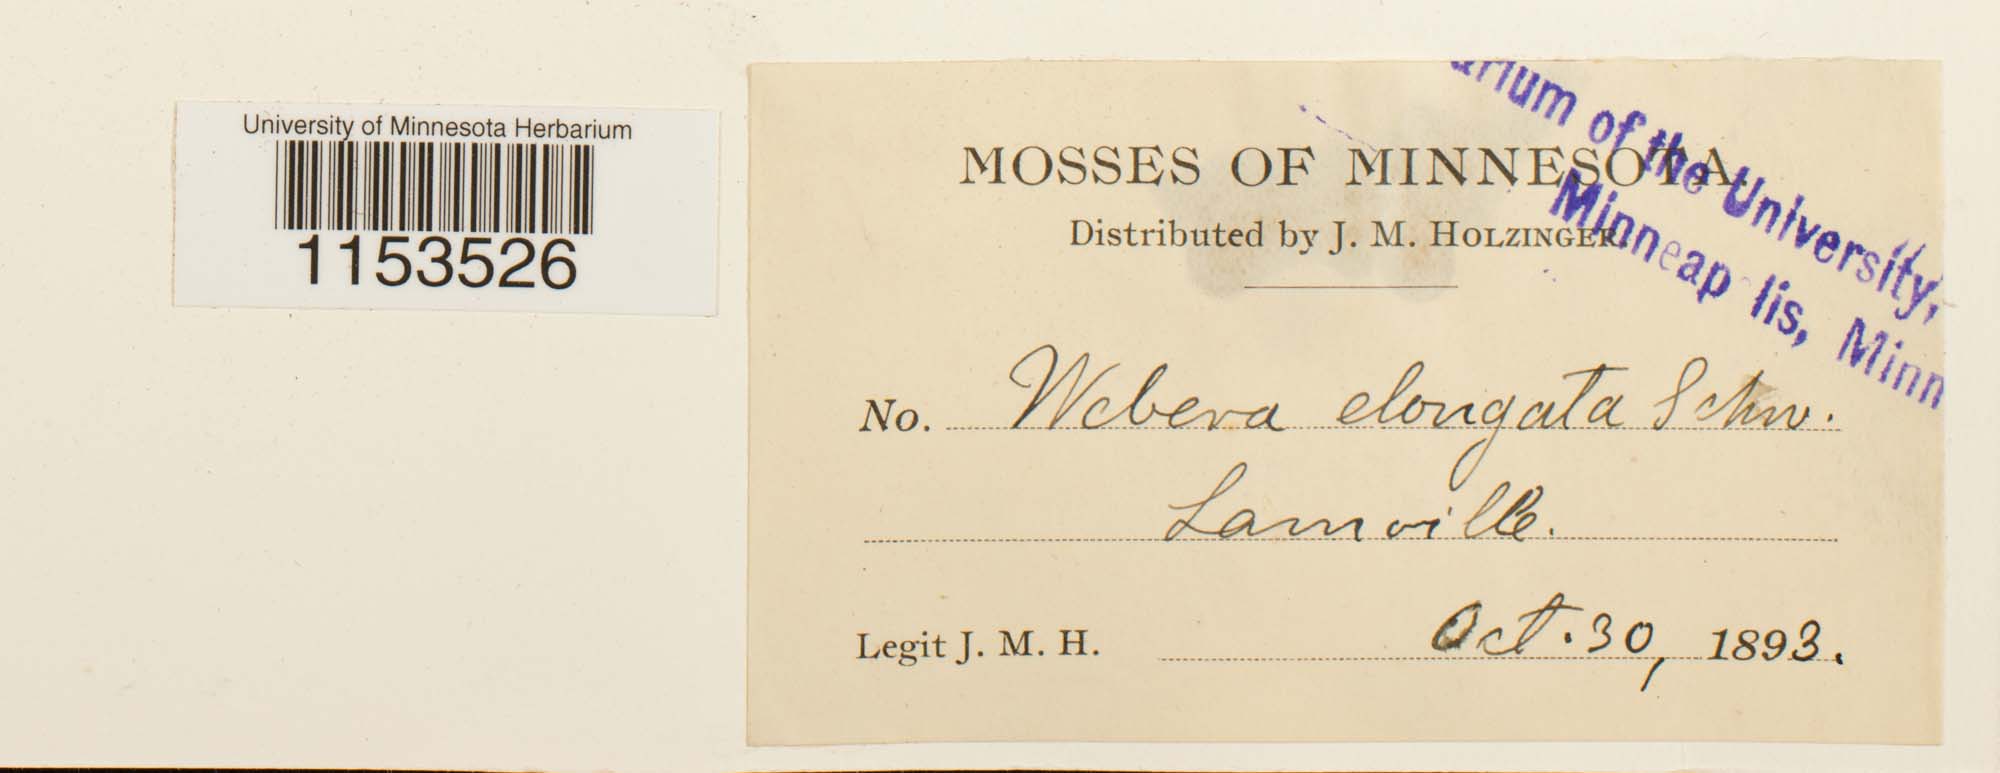 University of Minnesota Herbarium
1153526
arium of the University,
Minneap lis, Minn
MOSSES OF MINNESOTA.
Distributed by J. M. HOLZINGER.
No. Webera elongata Schw.
Lamoille.
Legit J. M. H. Oct. 30, 1893.